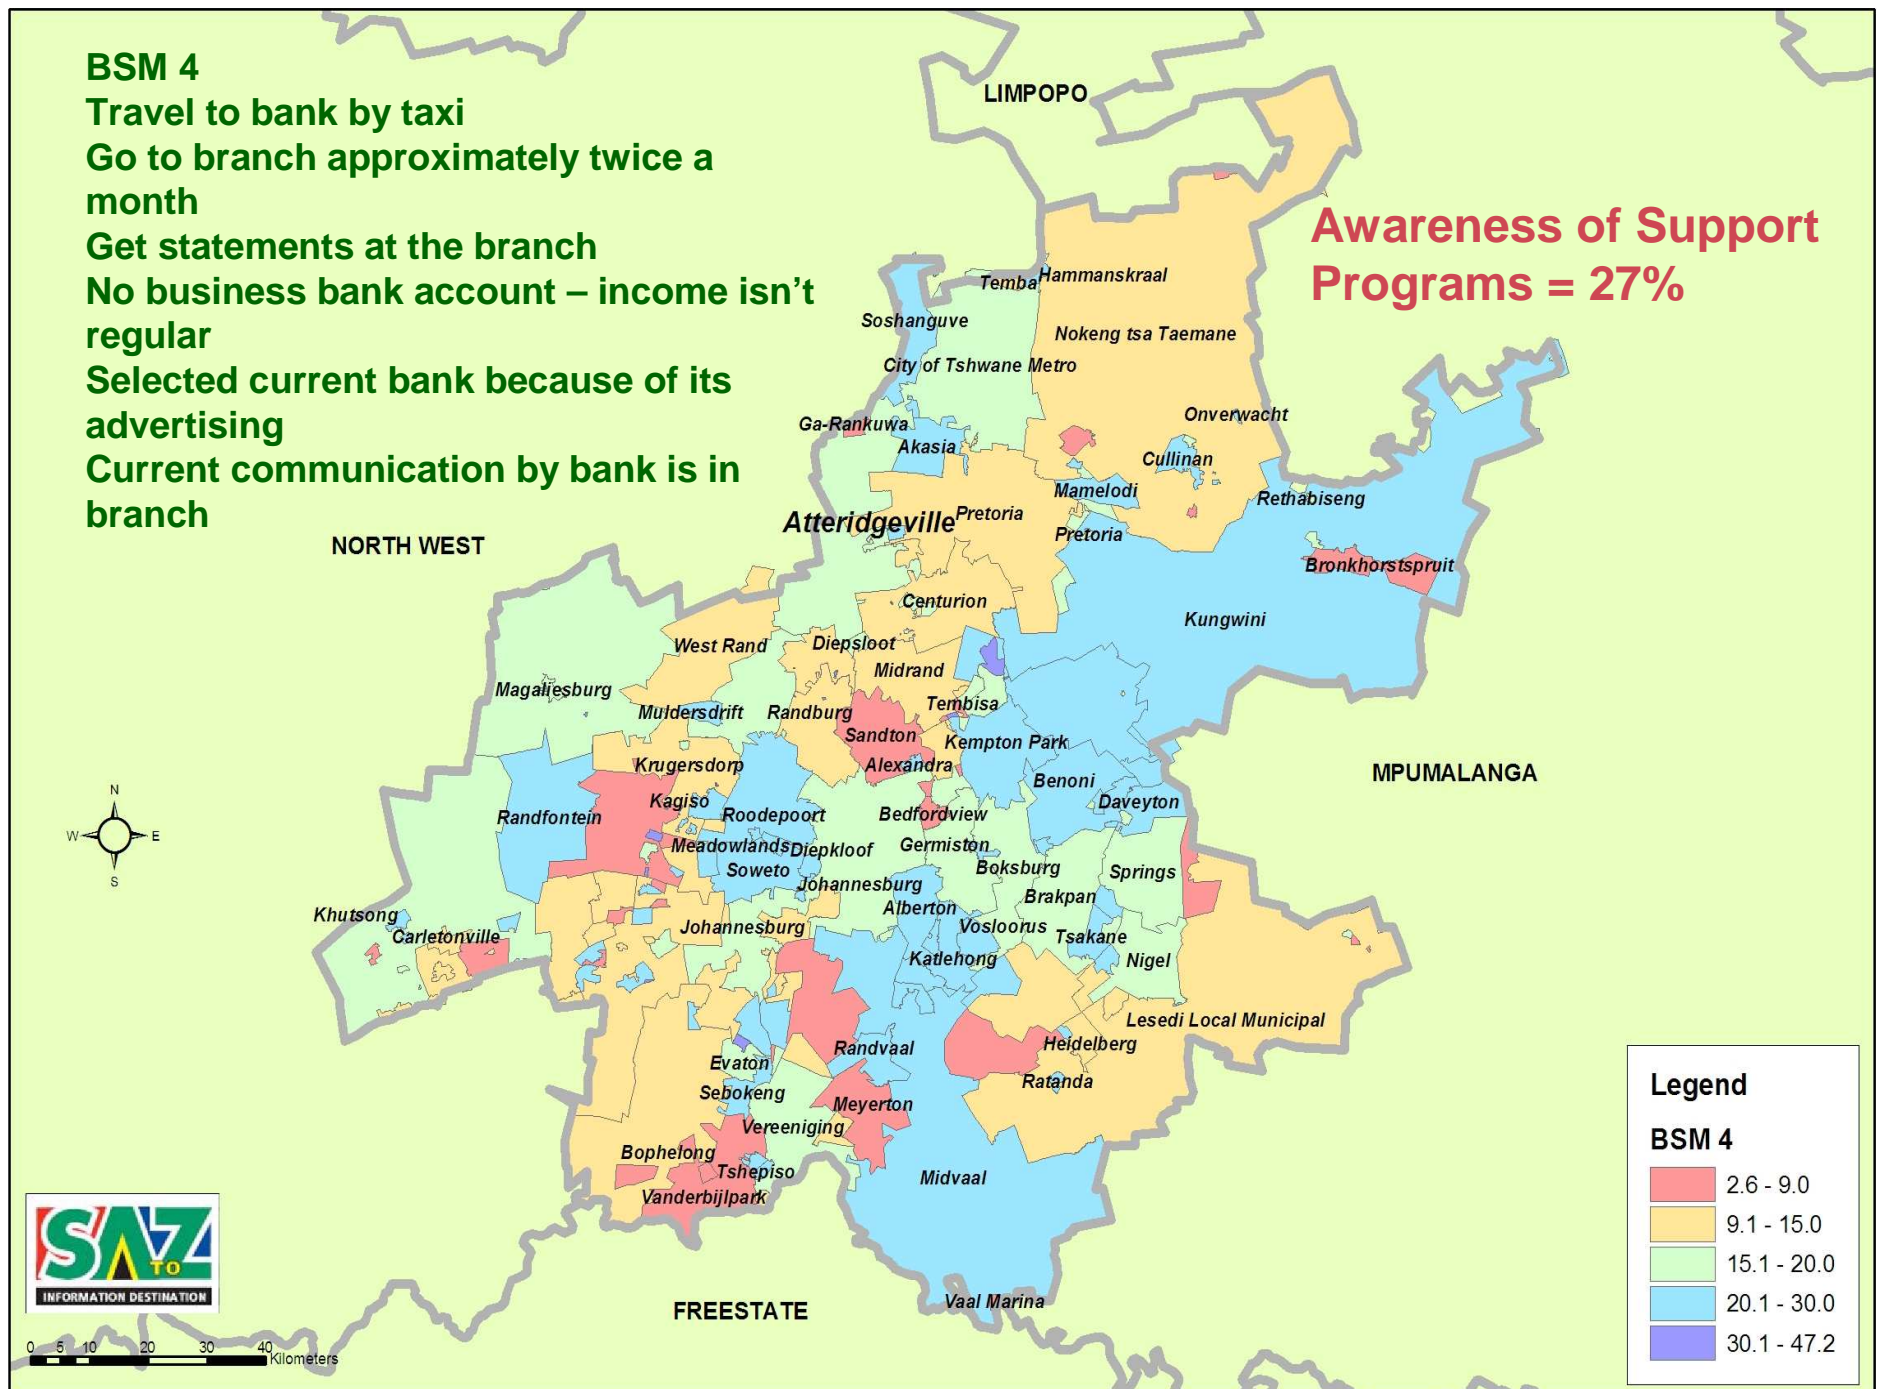 BSM 4
Travel to bank by taxi
Go to branch approximately twice a
month
Get statements at the branch
No business bank account – income isn't
regular
Selected current bank because of its
advertising
Current communication by bank is in
branch
LIMPOPO
Awareness of Support
Programs = 27%
Temba
Hammanskraal
Soshanguve
Nokeng tsa Taemane
City of Tshwane Metro
Ga-Rankuwa
Onverwacht
Akasia
Cullinan
Mamelodi
Rethabiseng
Atteridgeville
Pretoria
Pretoria
NORTH WEST
Bronkhorstspruit
Centurion
Kungwini
West Rand
Diepsloot
Midrand
Magaliesburg
Muldersdrift
Randburg
Tembisa
Sandton
Kempton Park
Krugersdorp
Alexandra
MPUMALANGA
Benoni
Kagiso
Daveyton
Randfontein
Roodepoort
Bedfordview
Meadowlands
Diepkloof
Germiston
Soweto
Boksburg
Springs
Johannesburg
Brakpan
Khutsong
Alberton
Carletonville
Johannesburg
Vosloorus
Tsakane
Katlehong
Nigel
Lesedi Local Municipal
Randvaal
Heidelberg
Evaton
Ratanda
Sebokeng
Meyerton
Vereeniging
Bophelong
Tshepiso
Midvaal
Vanderbijlpark
Vaal Marina
FREESTATE
N
W E
S
SA TO Z
INFORMATION DESTINATION
0 5 10 20 30 40
Kilometers
Legend
BSM 4
2.6 - 9.0
9.1 - 15.0
15.1 - 20.0
20.1 - 30.0
30.1 - 47.2